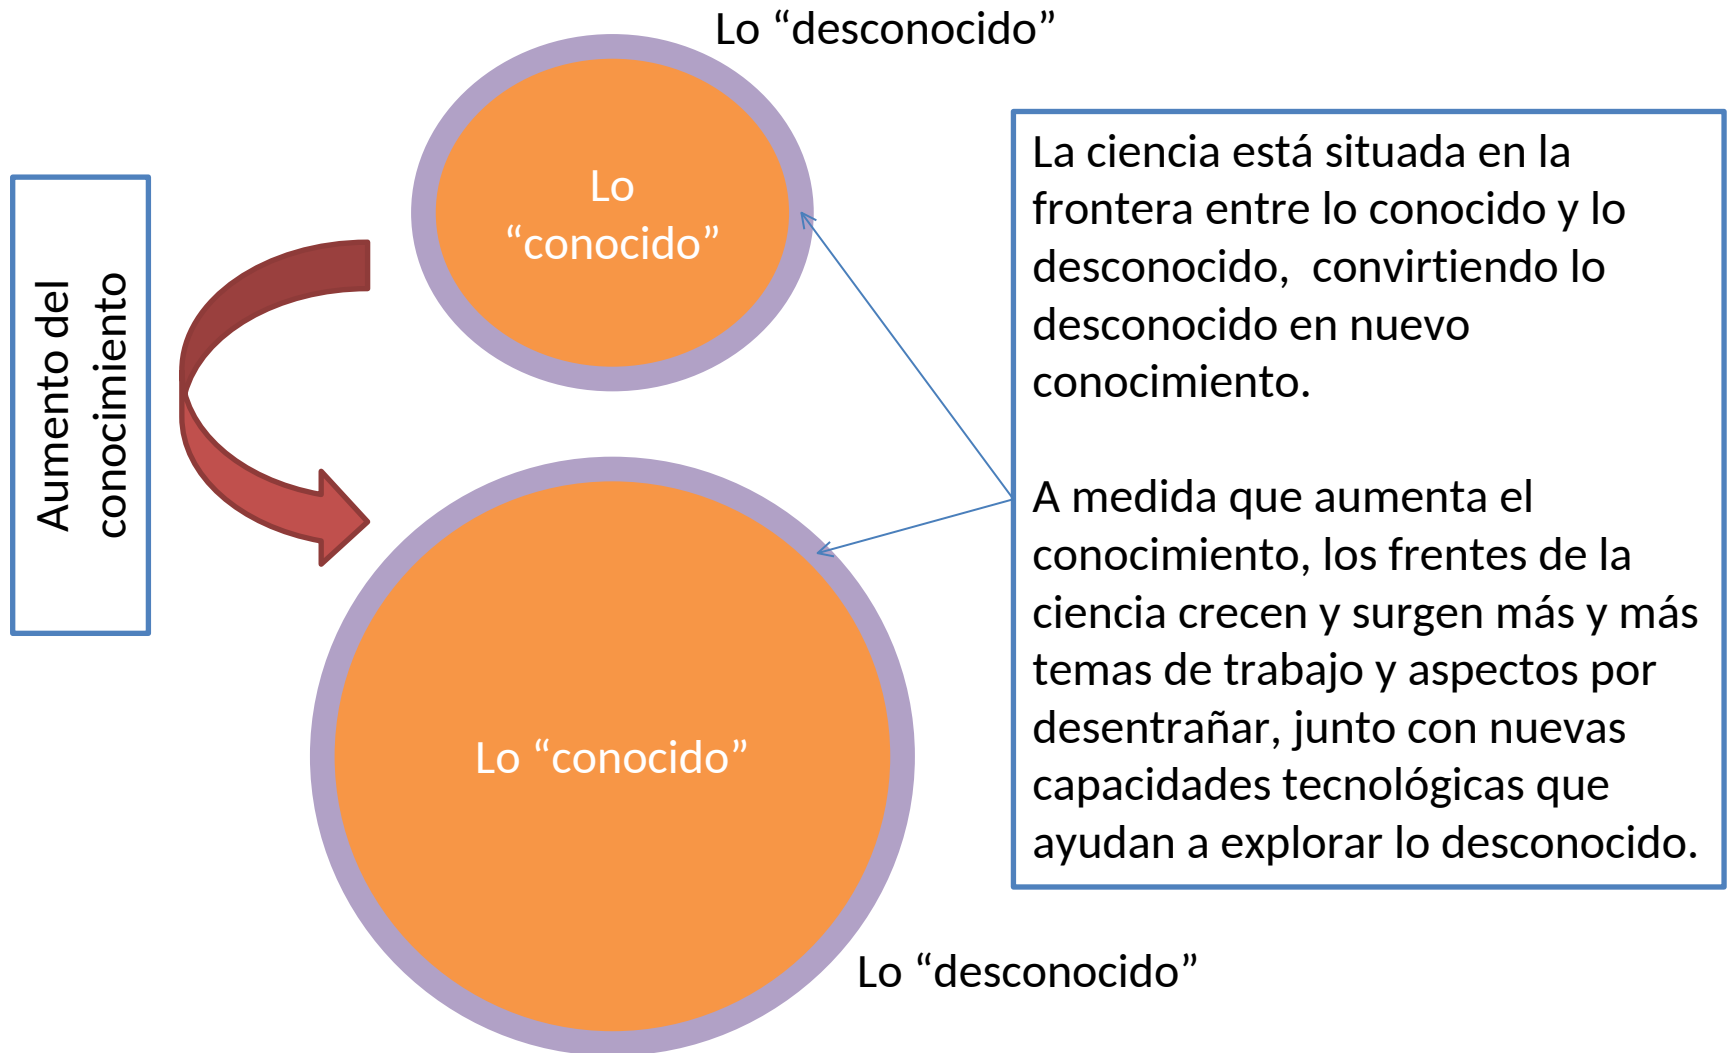 Lo “desconocido”
Lo
“conocido”
Aumento del
conocimiento
La ciencia está situada en la
frontera entre lo conocido y lo
desconocido,  convirtiendo lo
desconocido en nuevo
conocimiento.
A medida que aumenta el
conocimiento, los frentes de la
ciencia crecen y surgen más y más
temas de trabajo y aspectos por
desentrañar, junto con nuevas
capacidades tecnológicas que
ayudan a explorar lo desconocido.
Lo “conocido”
Lo “desconocido”